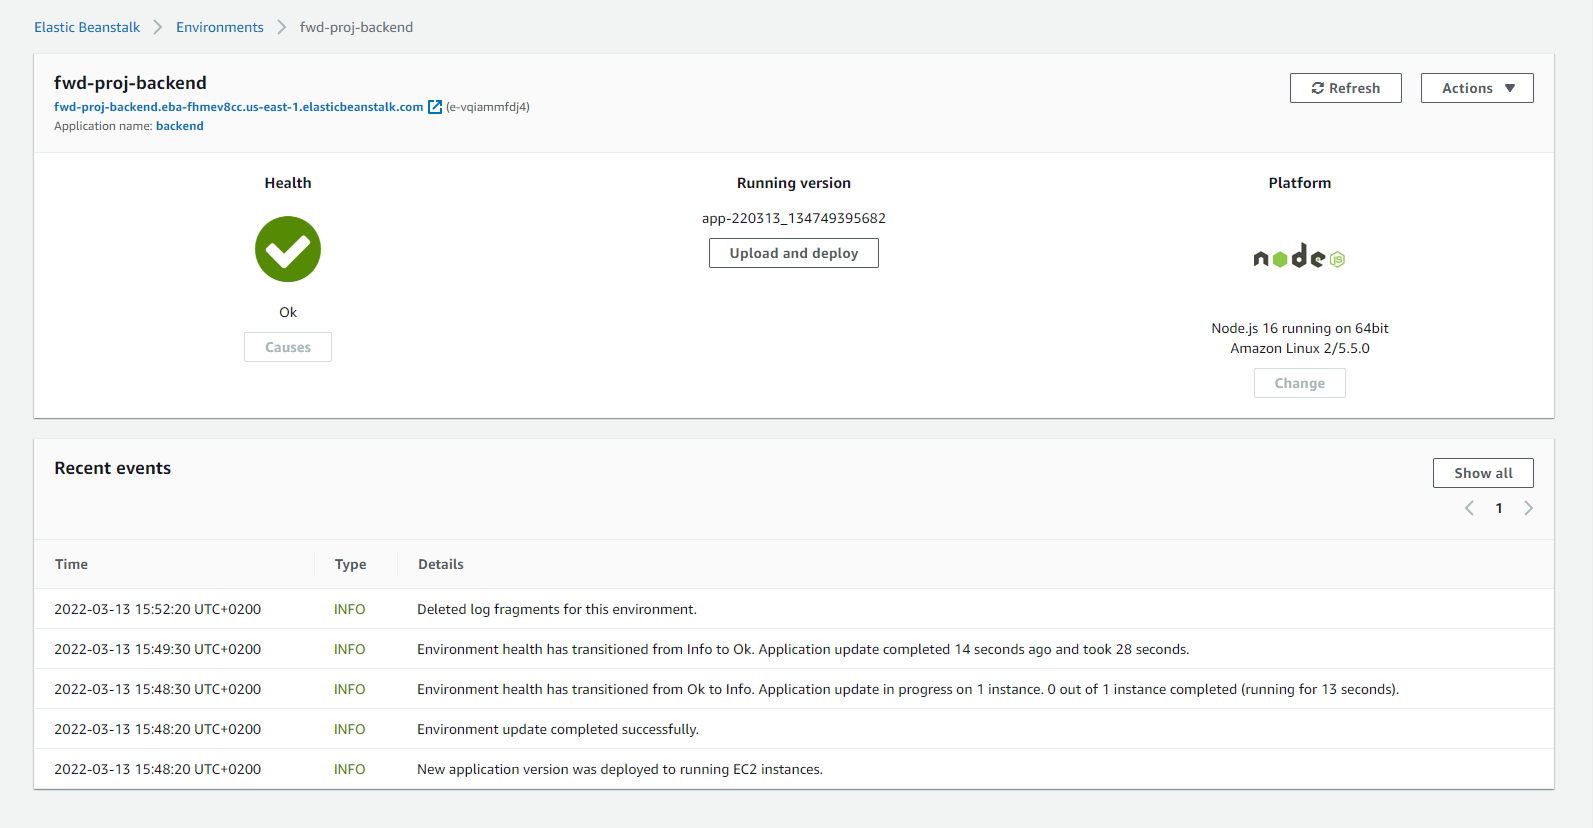 Elastic Beanstalk > Environments > fwd-proj-backend
fwd-proj-backend
fwd-proj-backend.eba-fhmev8cc.us-east-1.elasticbeanstalk.com (e-vqiammfdj4)
Application name: backend
Refresh
Actions
Health
Ok
Causes
Running version
app-220313_134749395682
Upload and deploy
Platform
node JS
Node.js 16 running on 64bit
Amazon Linux 2/5.5.0
Change
Recent events
Show all
1
Time Type Details
2022-03-13 15:52:20 UTC+0200 INFO Deleted log fragments for this environment.
2022-03-13 15:49:30 UTC+0200 INFO Environment health has transitioned from Info to Ok. Application update completed 14 seconds ago and took 28 seconds.
2022-03-13 15:48:30 UTC+0200 INFO Environment health has transitioned from Ok to Info. Application update in progress on 1 instance. 0 out of 1 instance completed (running for 13 seconds).
2022-03-13 15:48:20 UTC+0200 INFO Environment update completed successfully.
2022-03-13 15:48:20 UTC+0200 INFO New application version was deployed to running EC2 instances.